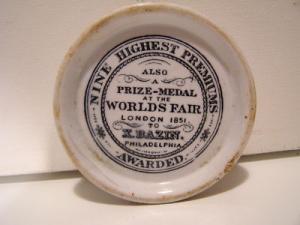 NINE HIGHEST PREMIUMS
AWARDED.
ALSO
A
PRIZE-MEDAL
AT THE
WORLDS FAIR
LONDON 1851
TO
X. BAZIN.
PHILADELPHIA